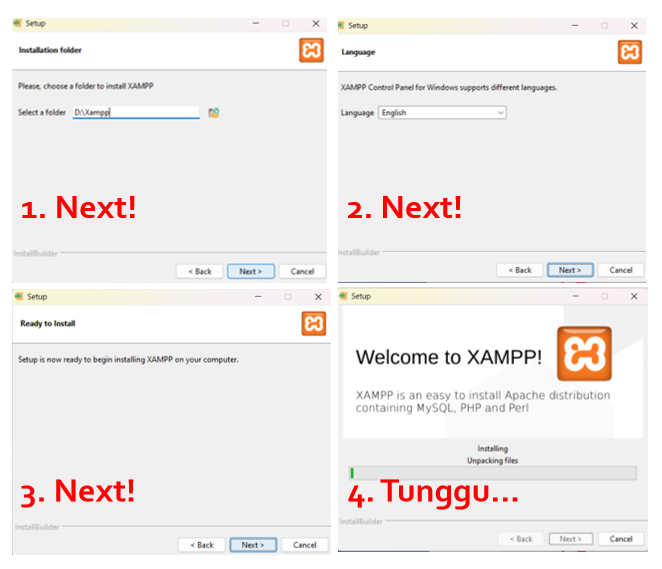 Setup
Installation folder
Please, choose a folder to install XAMPP
Select a folder D:\Xampp
1. Next!
InstallBuilder
< Back Next > Cancel
Setup
Language
XAMPP Control Panel for Windows supports different languages.
Language English
2. Next!
InstallBuilder
< Back Next > Cancel
Setup
Ready to Install
Setup is now ready to begin installing XAMPP on your computer.
3. Next!
InstallBuilder
< Back Next > Cancel
Setup
Welcome to XAMPP!
XAMPP is an easy to install Apache distribution
containing MySQL, PHP and Perl
Installing
Unpacking files
4. Tunggu...
InstallBuilder
< Back Next > Cancel